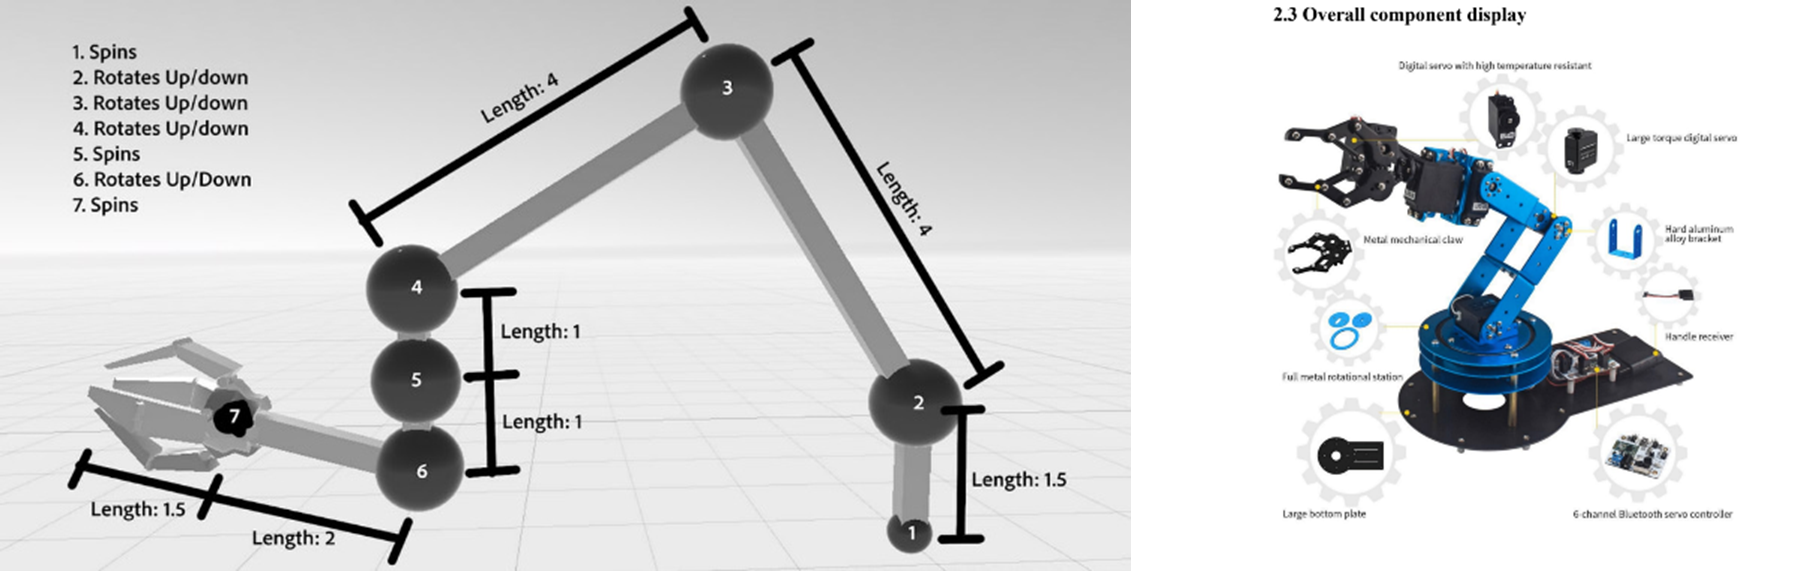 1. Spins
2. Rotates Up/down
3. Rotates Up/down
4. Rotates Up/down
5. Spins
6. Rotates Up/Down
7. Spins
Length: 4
3
Length: 4
4
Length: 1
5
Length: 1
2
7
6
Length: 1.5
Length: 1.5
Length: 2
1
2.3 Overall component display
Digital servo with high temperature resistant
Large torque digital servo
Metal mechanical claw
Hard aluminum
alloy bracket
Handle receiver
Full metal rotational station
Large bottom plate
6-channel Bluetooth servo controller